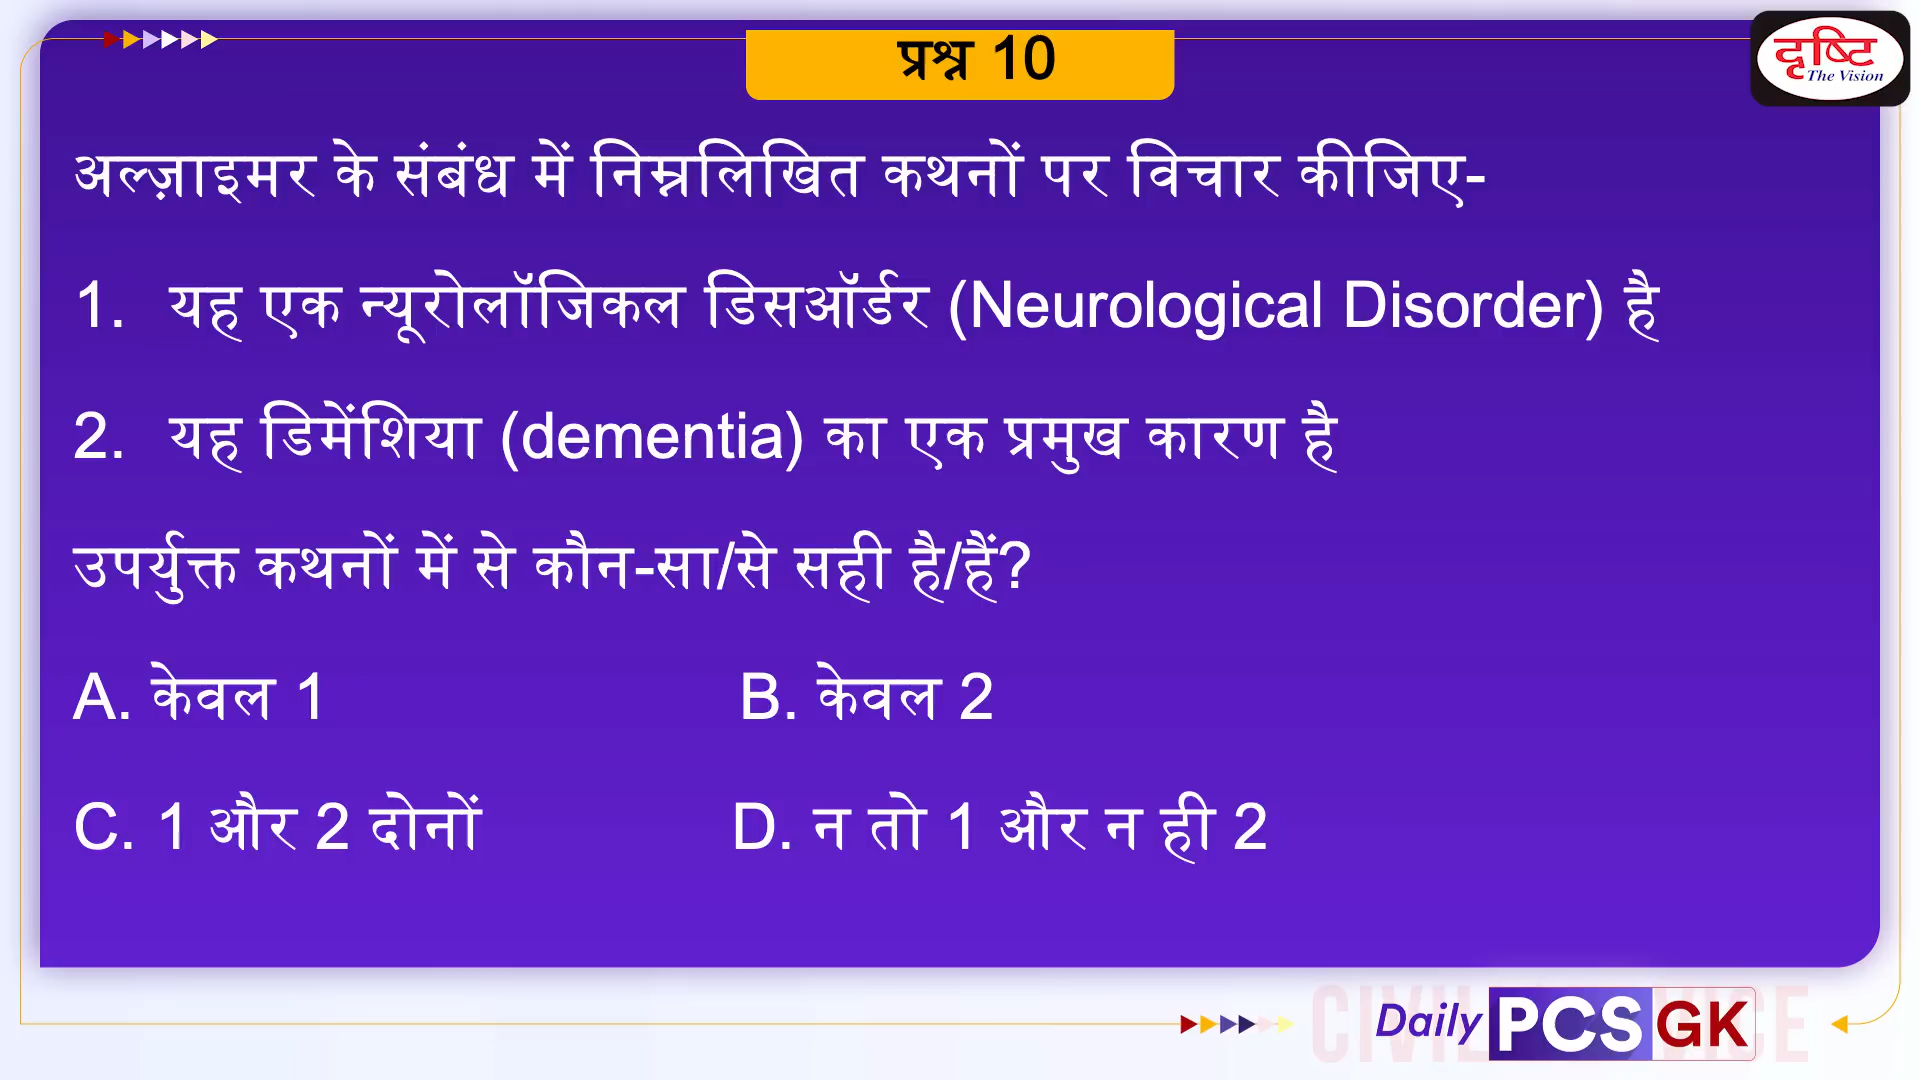 प्रश्न 10
दृष्टि
The Vision
अल्ज़ाइमर के संबंध में निम्नलिखित कथनों पर विचार कीजिए-
1. यह एक न्यूरोलॉजिकल डिसऑर्डर (Neurological Disorder) है
2. यह डिमेंशिया (dementia) का एक प्रमुख कारण है
उपर्युक्त कथनों में से कौन-सा/से सही है/हैं?
A. केवल 1 B. केवल 2
C. 1 और 2 दोनों D. न तो 1 और न ही 2
Daily PCS GK